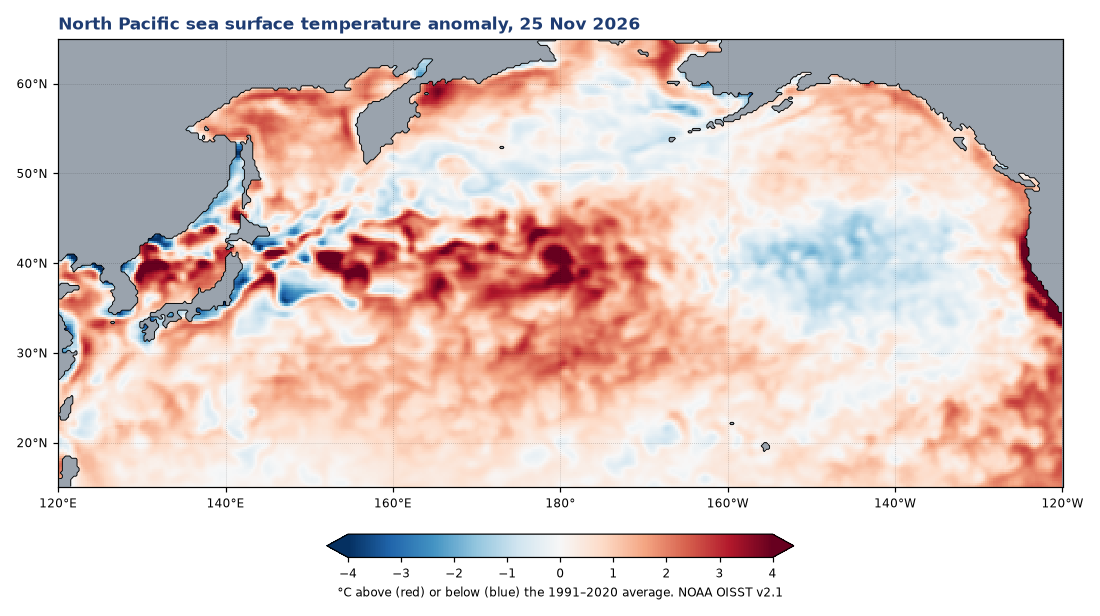 North Pacific sea surface temperature anomaly, 25 Nov 2026
60°N
50°N
40°N
30°N
20°N
120°E 140°E 160°E 180° 160°W 140°W 120°W
−4 −3 −2 −1 0 1 2 3 4
°C above (red) or below (blue) the 1991–2020 average. NOAA OISST v2.1